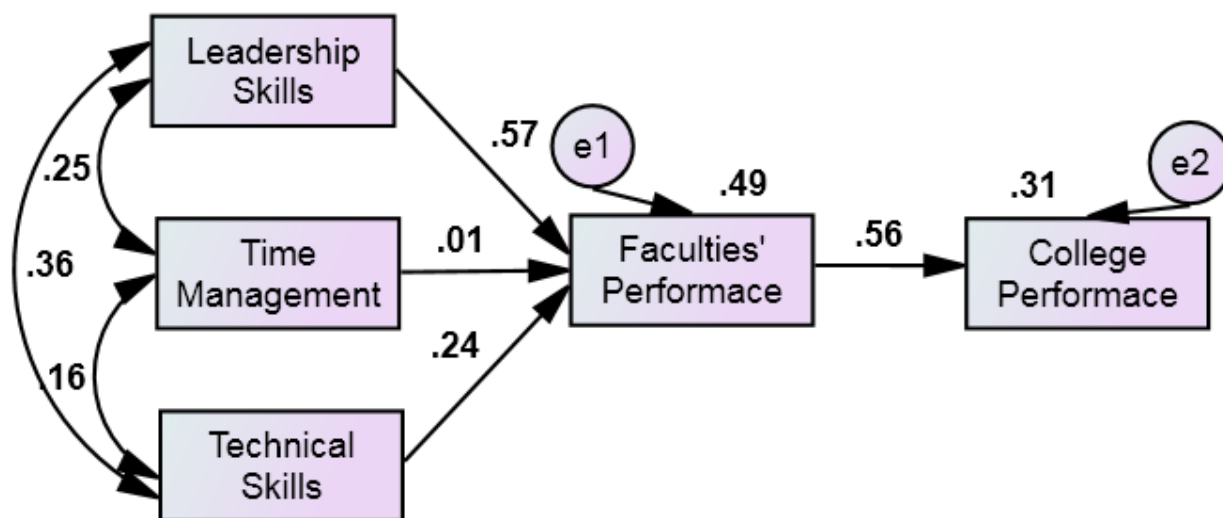 Leadership
Skills
.57
e1
e2
.25
.49
.31
Time
Management
.01
Faculties'
Performace
.56
College
Performace
.36
.24
.16
Technical
Skills